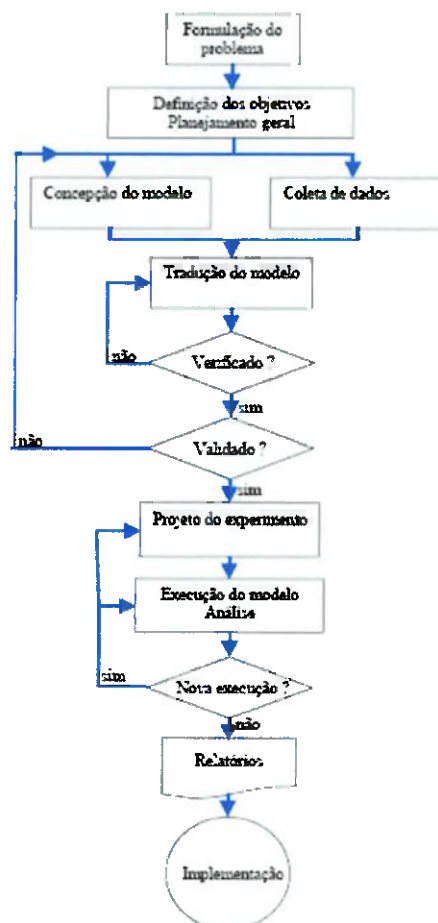 Formulação do
problema
Definição dos objetivos
Planejamento geral
Concepção do modelo
Coleta de dados
Tradução do modelo
não
Verificado ?
sim
não
Validado ?
sim
Projeto do experimento
Execução do modelo
Análise
sim
Nova execução ?
não
Relatórios
Implementação